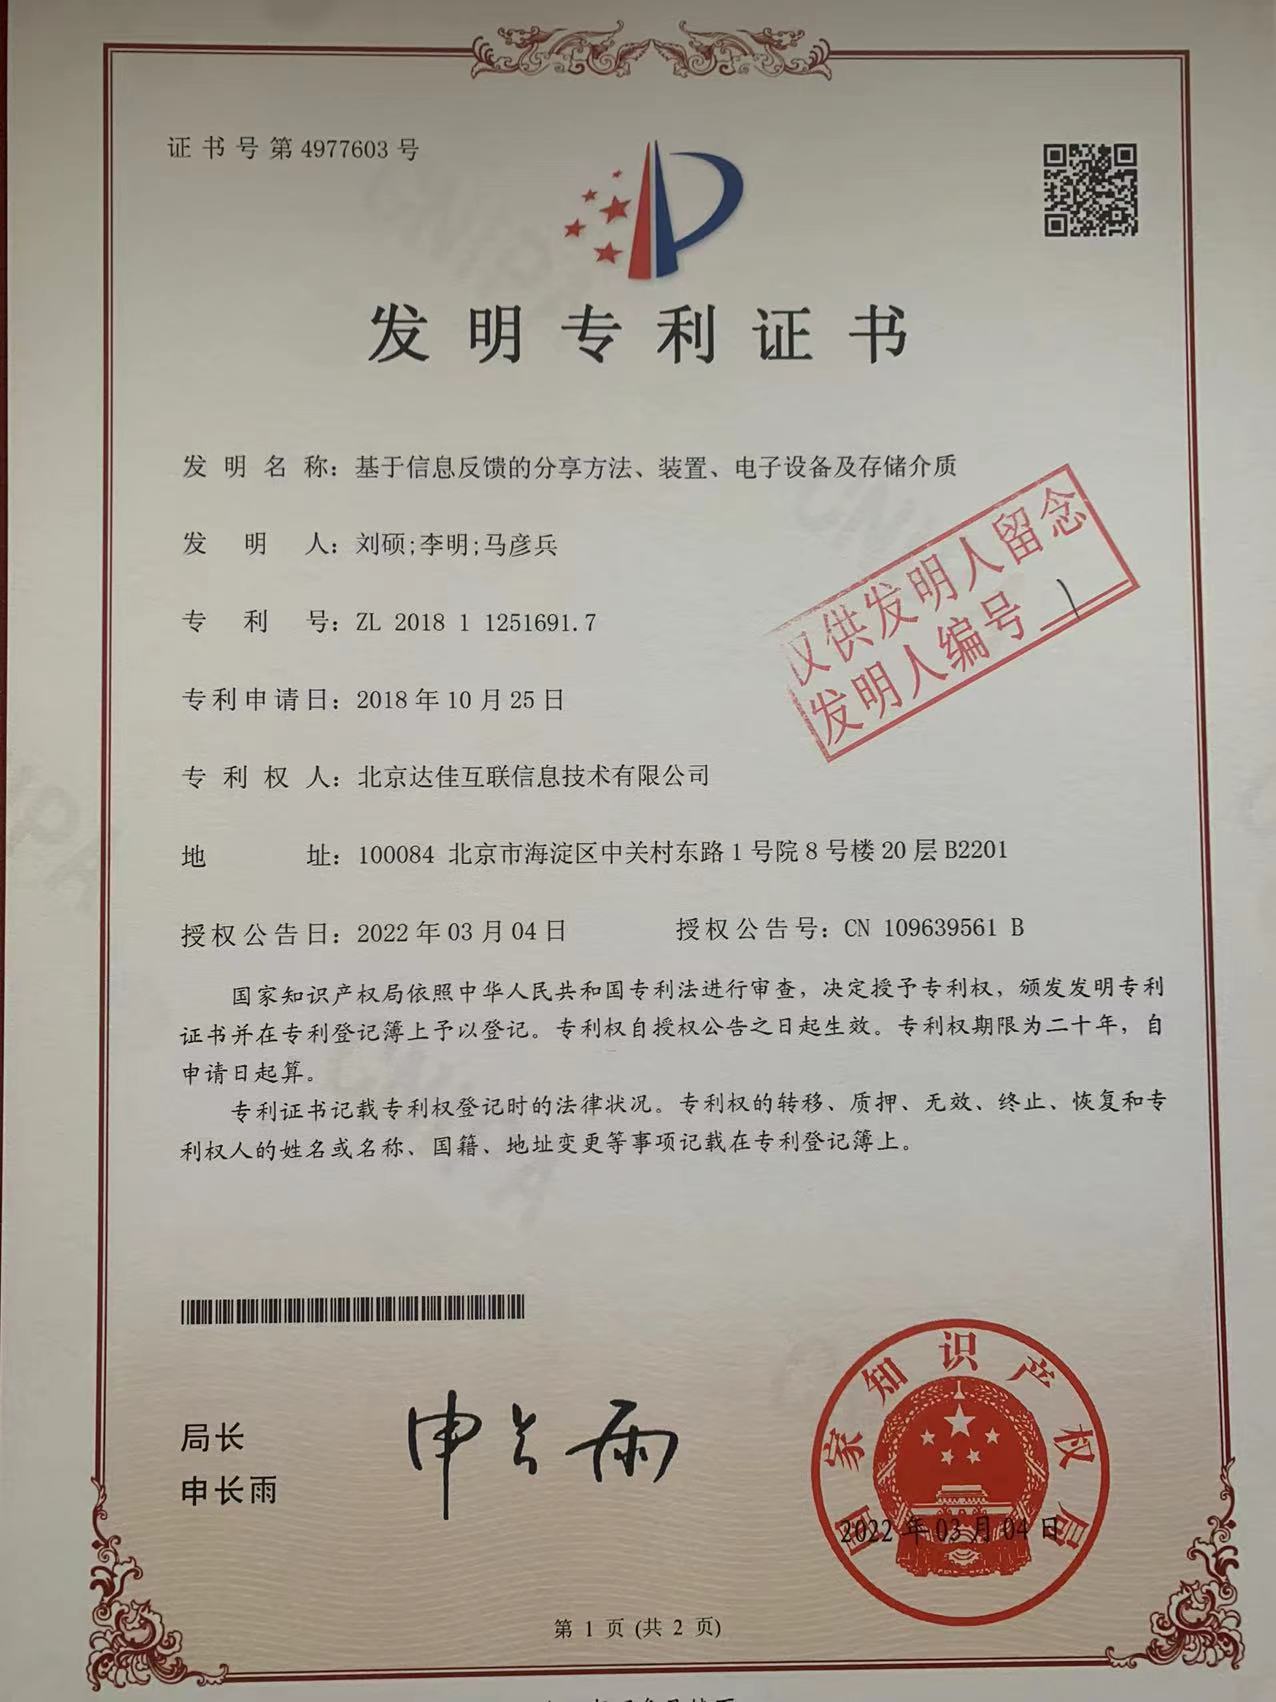 证书号第4977603号
发明专利证书
发明名称：基于信息反馈的分享方法、装置、电子设备及存储介质
发明人：刘硕;李明;马彦兵
专利号：ZL 2018 1 1251691.7
专利申请日：2018年10月25日
专利权人：北京达佳互联信息技术有限公司
地址：100084 北京市海淀区中关村东路1号院8号楼20层B2201
授权公告日：2022年03月04日 授权公告号：CN 109639561 B
仅供发明人留念
发明人编号 1
国家知识产权局依照中华人民共和国专利法进行审查，决定授予专利权，颁发发明专利
证书并在专利登记簿上予以登记。专利权自授权公告之日起生效。专利权期限为二十年，自
申请日起算。
专利证书记载专利权登记时的法律状况。专利权的转移、质押、无效、终止、恢复和专
利权人的姓名或名称、国籍、地址变更等事项记载在专利登记簿上。
局长
申长雨
申长雨
国家知识产权局
2022年03月04日
第 1 页 (共 2 页)